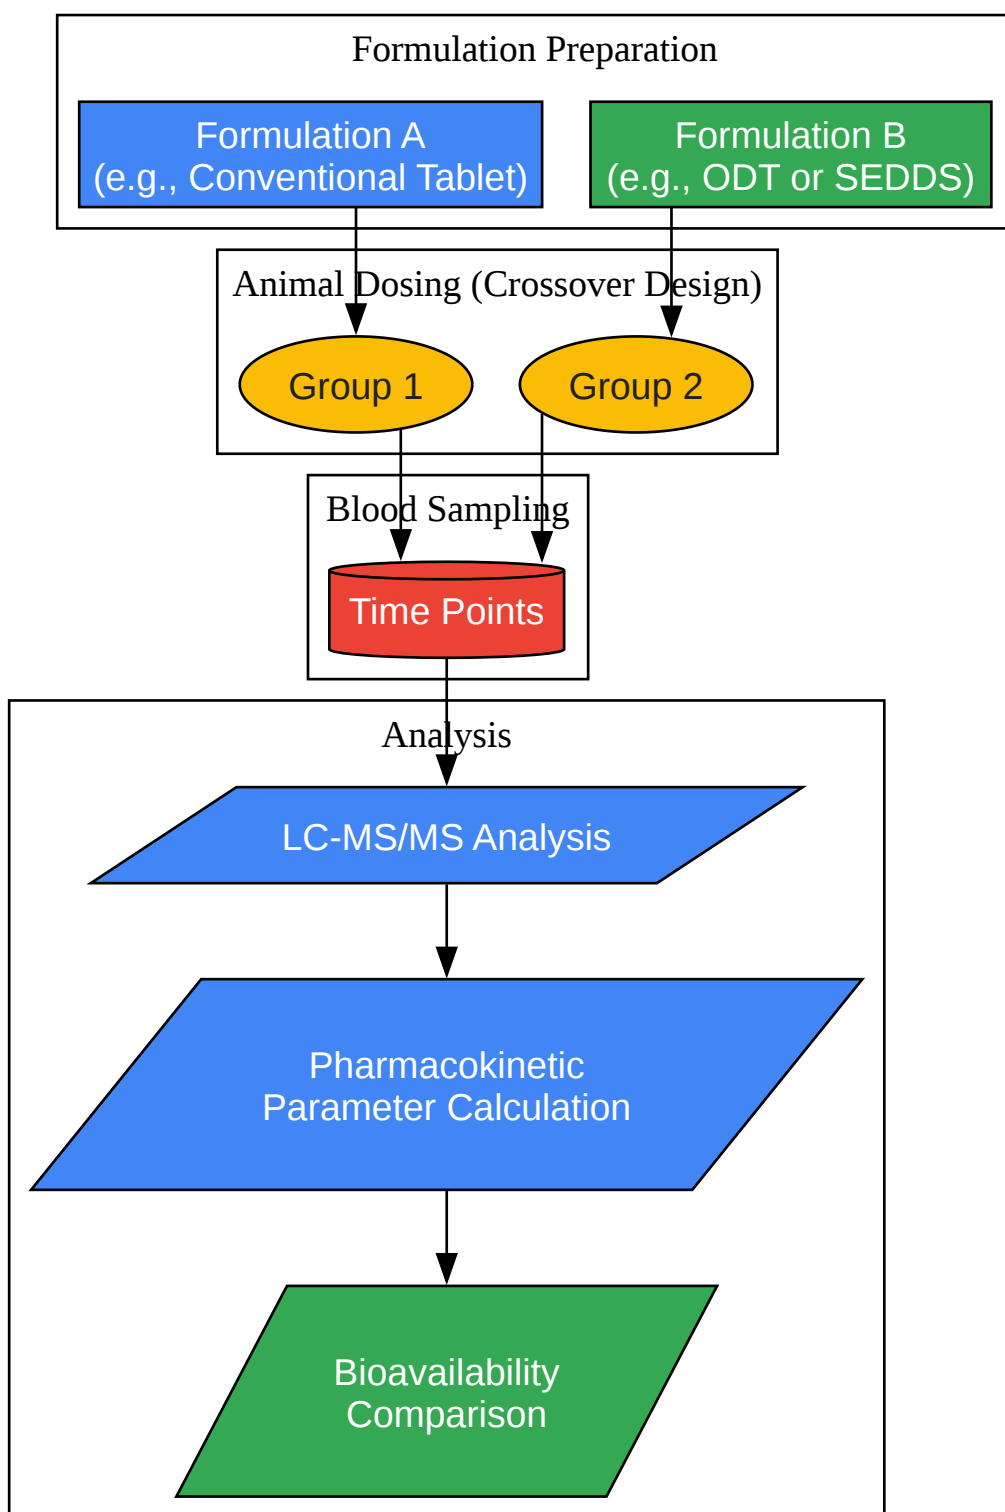 Formulation Preparation
Formulation A
(e.g., Conventional Tablet)
Formulation B
(e.g., ODT or SEDDS)
Animal Dosing (Crossover Design)
Group 1
Group 2
Blood Sampling
Time Points
Analysis
LC-MS/MS Analysis
Pharmacokinetic
Parameter Calculation
Bioavailability
Comparison